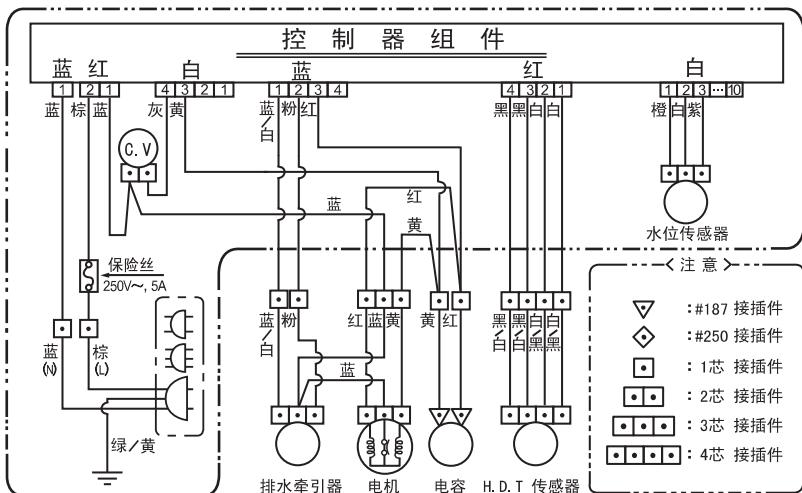 控制器组件
蓝 红 白 蓝 红 白
1 2 1 4 3 2 1 1 2 3 4 4 3 2 1 1 2 3 … 10
蓝 棕 蓝 灰 黄 蓝/白 粉 红 黑 黑 白 白 橙 白 紫
C.V
蓝
红
黄
水位传感器
保险丝
250V～, 5A
蓝(N)
棕(L)
绿/黄
蓝/白 粉 红 蓝 黄 黄 红 黑/白 黑/白 白/黑 白/黑
蓝
排水牵引器 电机 电容 H.D.T 传感器
注意
:#187 接插件
:#250 接插件
:1芯 接插件
:2芯 接插件
:3芯 接插件
:4芯 接插件